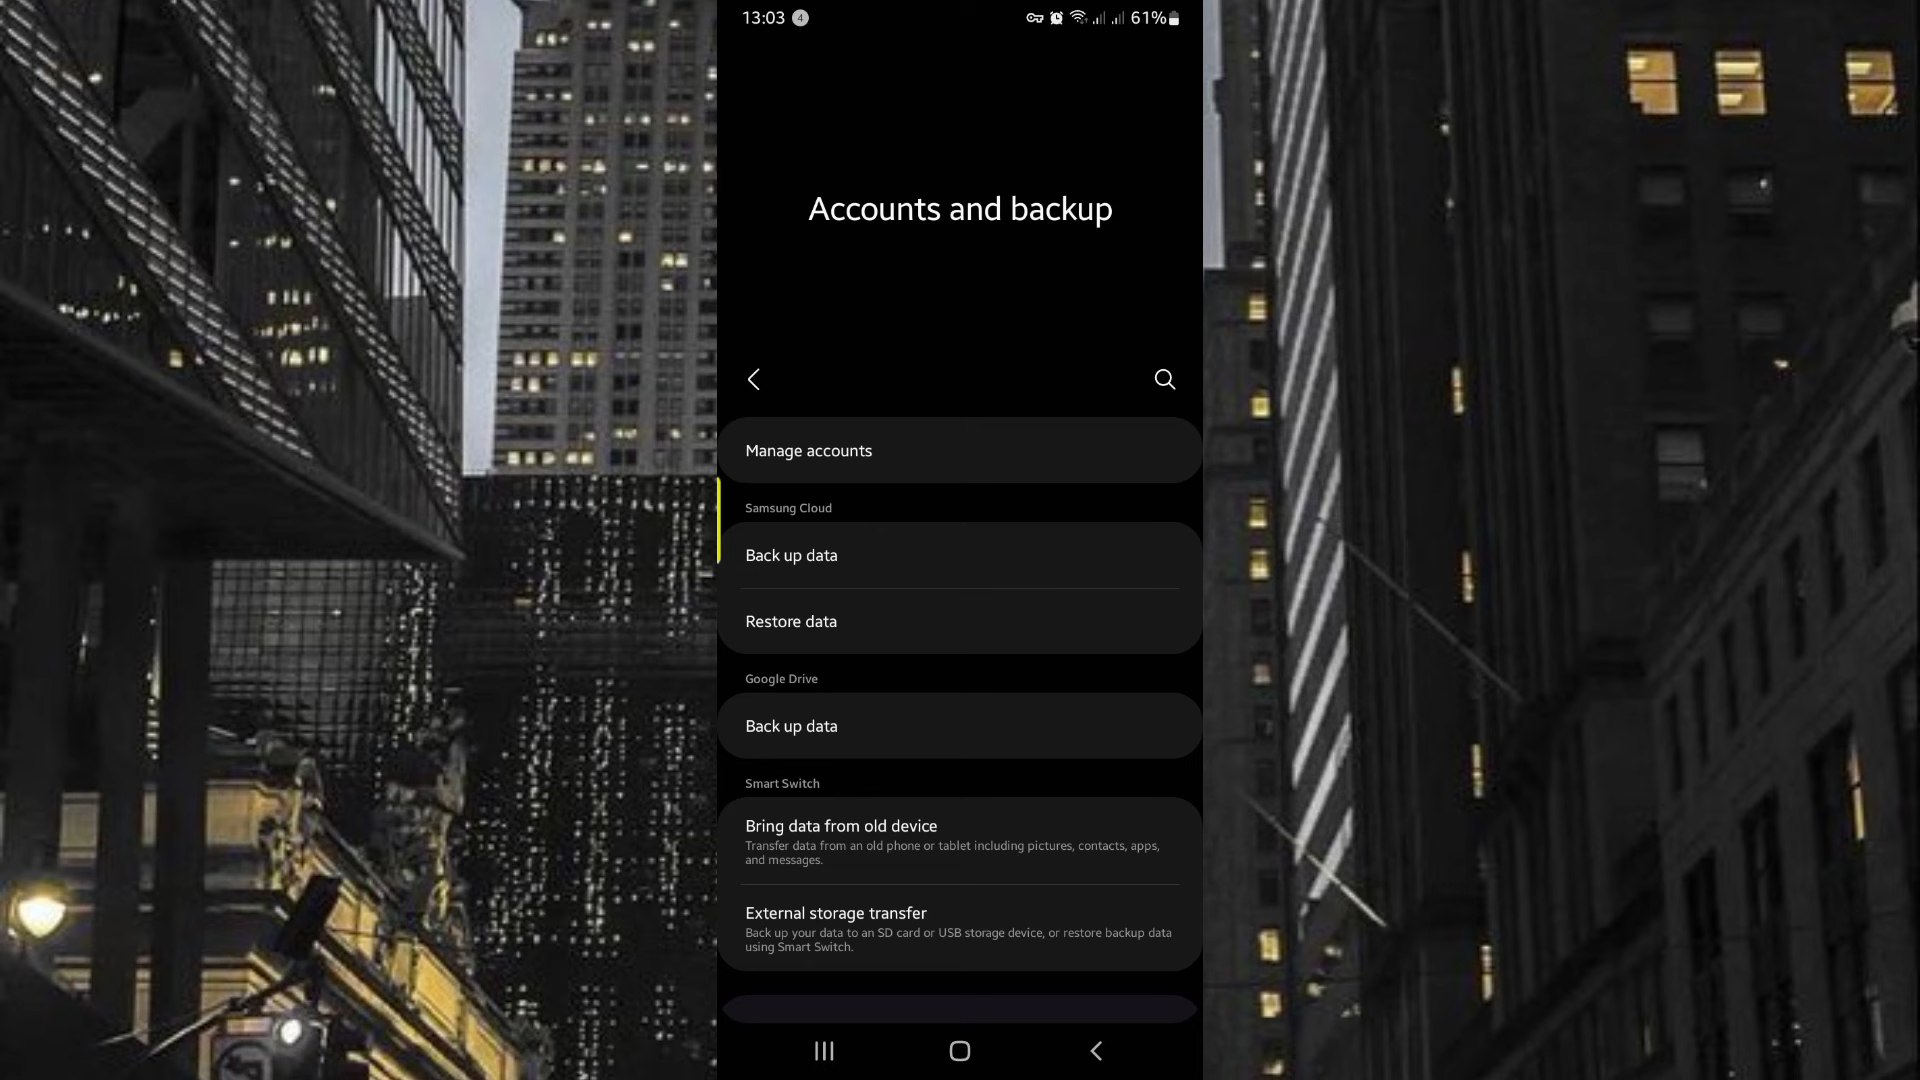 13:03 4 61%
Accounts and backup
Manage accounts
Samsung Cloud
Back up data
Restore data
Google Drive
Back up data
Smart Switch
Bring data from old device
Transfer data from an old phone or tablet including pictures, contacts, apps,
and messages.
External storage transfer
Back up your data to an SD card or USB storage device, or restore backup data
using Smart Switch.